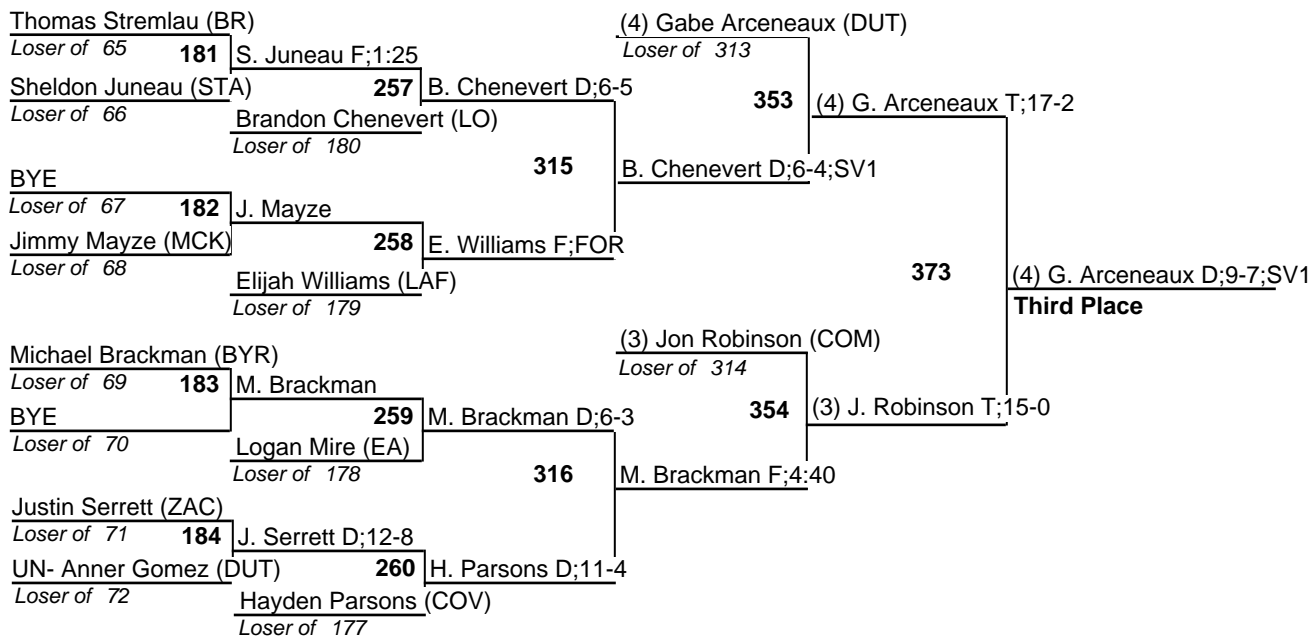 Thomas Stremlau (BR)
Loser of 65
181
S. Juneau F;1:25
Sheldon Juneau (STA)
Loser of 66
257
B. Chenevert D;6-5
Brandon Chenevert (LO)
Loser of 180
BYE
Loser of 67
182
J. Mayze
Jimmy Mayze (MCK)
Loser of 68
258
E. Williams F;FOR
Elijah Williams (LAF)
Loser of 179
315
B. Chenevert D;6-4;SV1
(4) Gabe Arceneaux (DUT)
Loser of 313
353
(4) G. Arceneaux T;17-2
373
(4) G. Arceneaux D;9-7;SV1
Third Place
Michael Brackman (BYR)
Loser of 69
183
M. Brackman
BYE
Loser of 70
259
M. Brackman D;6-3
Logan Mire (EA)
Loser of 178
Justin Serrett (ZAC)
Loser of 71
184
J. Serrett D;12-8
UN- Anner Gomez (DUT)
Loser of 72
260
H. Parsons D;11-4
Hayden Parsons (COV)
Loser of 177
316
M. Brackman F;4:40
(3) Jon Robinson (COM)
Loser of 314
354
(3) J. Robinson T;15-0